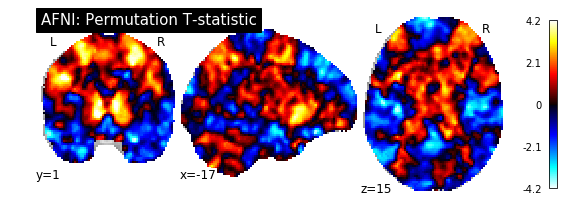 AFNI: Permutation T-statistic
L R
L R
y=1
x=-17
z=15
4.2
2.1
0
-2.1
-4.2